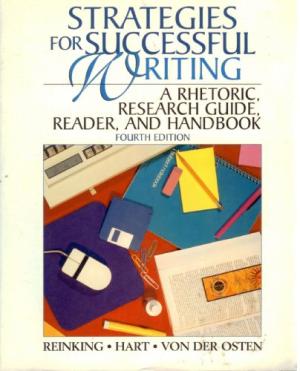 STRATEGIES
FOR SUCCESSFUL
WRITING
A RHETORIC,
RESEARCH GUIDE,
READER, AND HANDBOOK
FOURTH EDITION
REINKING • HART • VON DER OSTEN